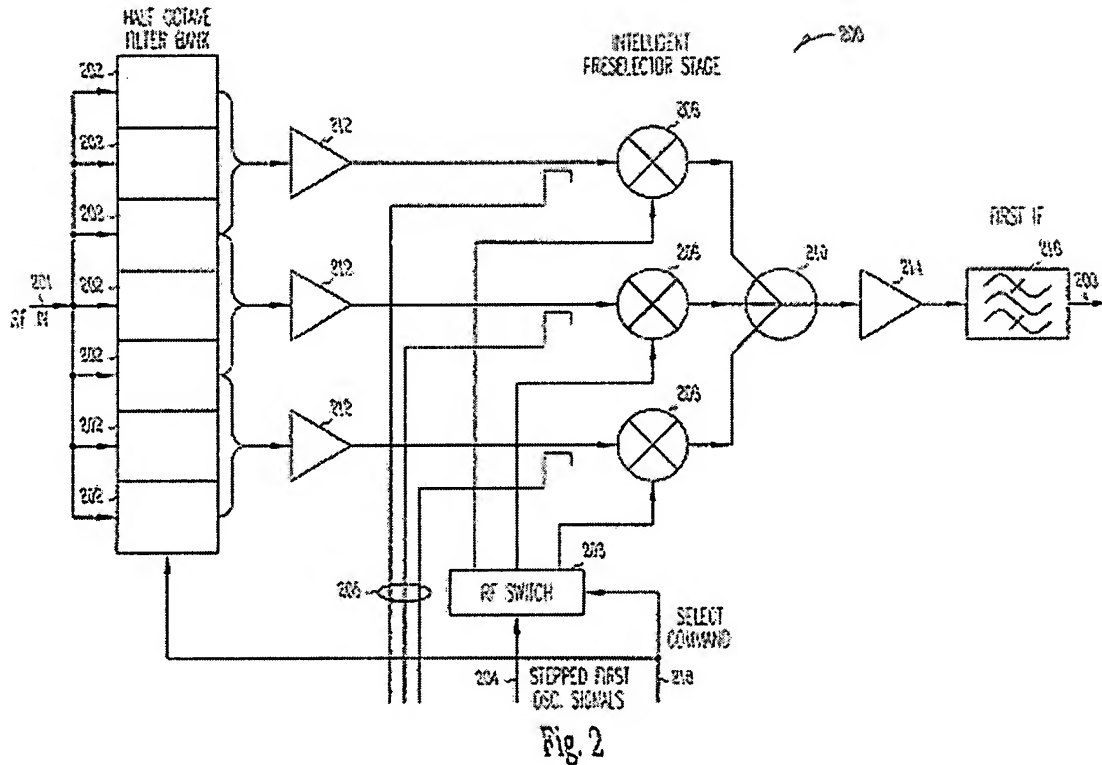 HALF OCTAVE
FILTER BANK
INTELLIGENT
PRESELECTOR STAGE
200
202
202
202
202
202
202
202
201
RF IN
212
212
212
206
206
206
210
214
FIRST IF
216
203
RF SWITCH
SELECT
COMMAND
204
STEPPED FIRST
OSC. SIGNALS
218
Fig. 2